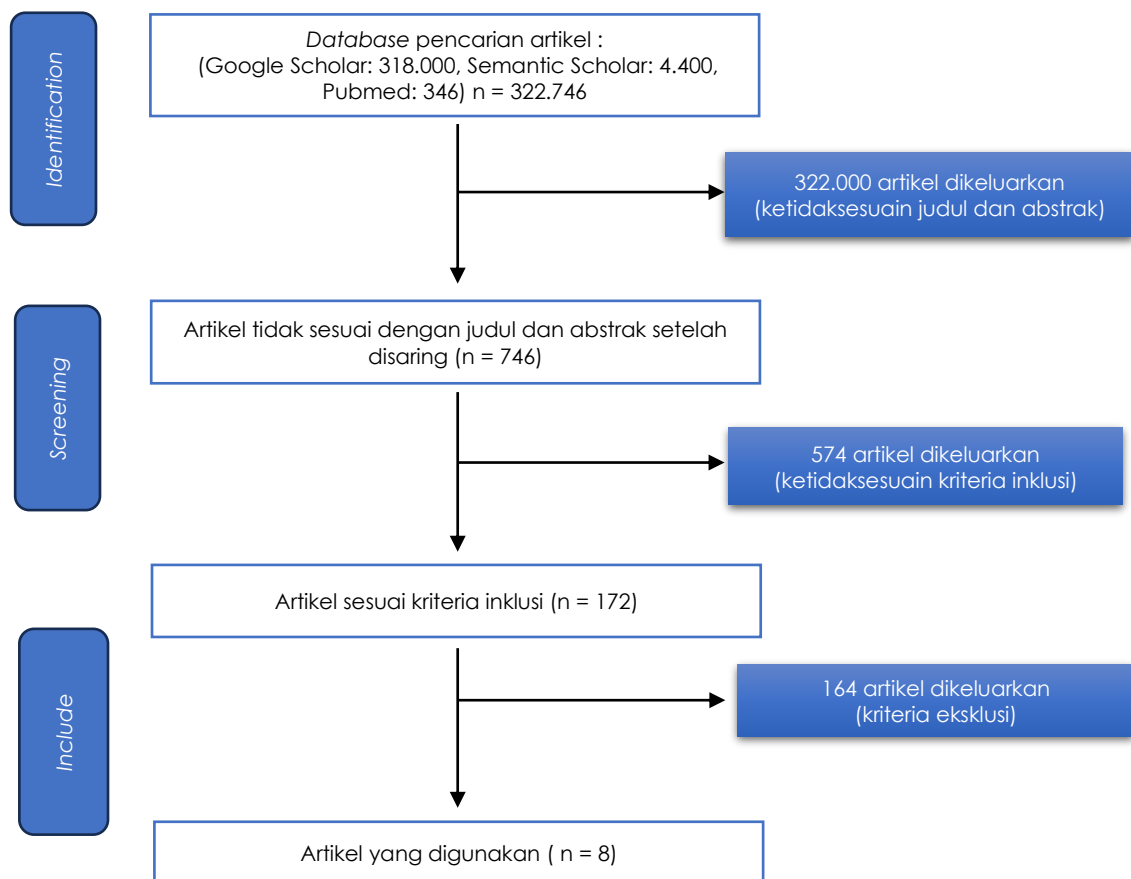 Identification
Database pencarian artikel :
(Google Scholar: 318.000, Semantic Scholar: 4.400,
Pubmed: 346) n = 322.746
322.000 artikel dikeluarkan
(ketidaksesuain judul dan abstrak)
Screening
Artikel tidak sesuai dengan judul dan abstrak setelah
disaring (n = 746)
574 artikel dikeluarkan
(ketidaksesuain kriteria inklusi)
Artikel sesuai kriteria inklusi (n = 172)
Include
164 artikel dikeluarkan
(kriteria eksklusi)
Artikel yang digunakan ( n = 8)